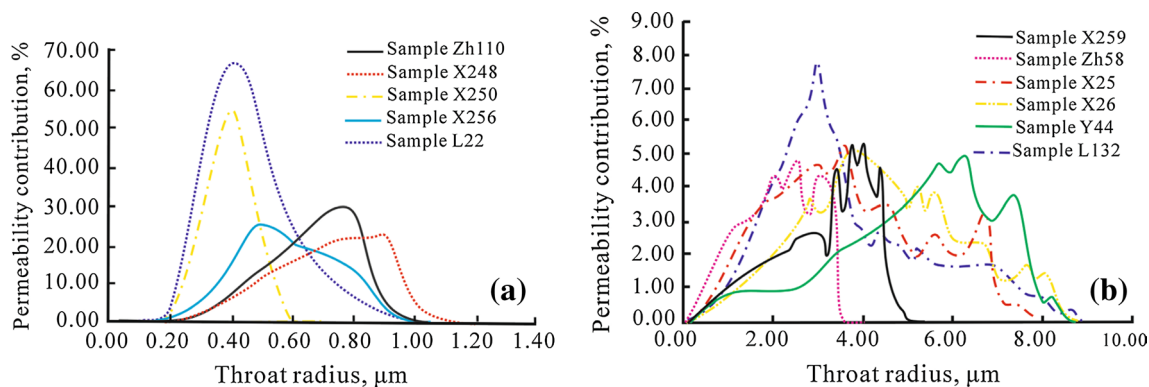 Permeability contribution, %
70.00
60.00
50.00
40.00
30.00
20.00
10.00
0.00
0.00 0.20 0.40 0.60 0.80 1.00 1.20 1.40
Throat radius, μm
Sample Zh110
Sample X248
Sample X250
Sample X256
Sample L22
(a)
Permeability contribution, %
9.00
8.00
7.00
6.00
5.00
4.00
3.00
2.00
1.00
0.00
0.00 2.00 4.00 6.00 8.00 10.00
Throat radius, μm
Sample X259
Sample Zh58
Sample X25
Sample X26
Sample Y44
Sample L132
(b)